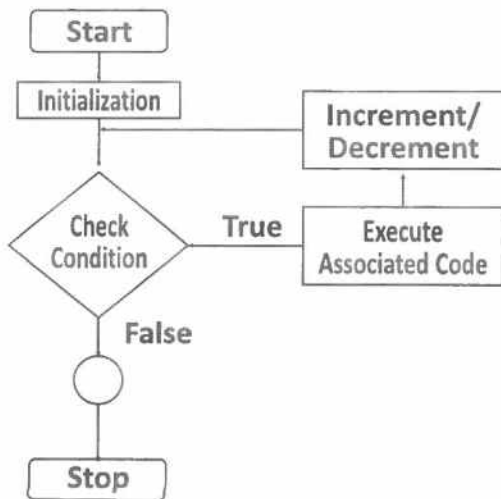 Start
Initialization
Increment/
Decrement
Check
Condition
True
Execute
Associated Code
False
Stop